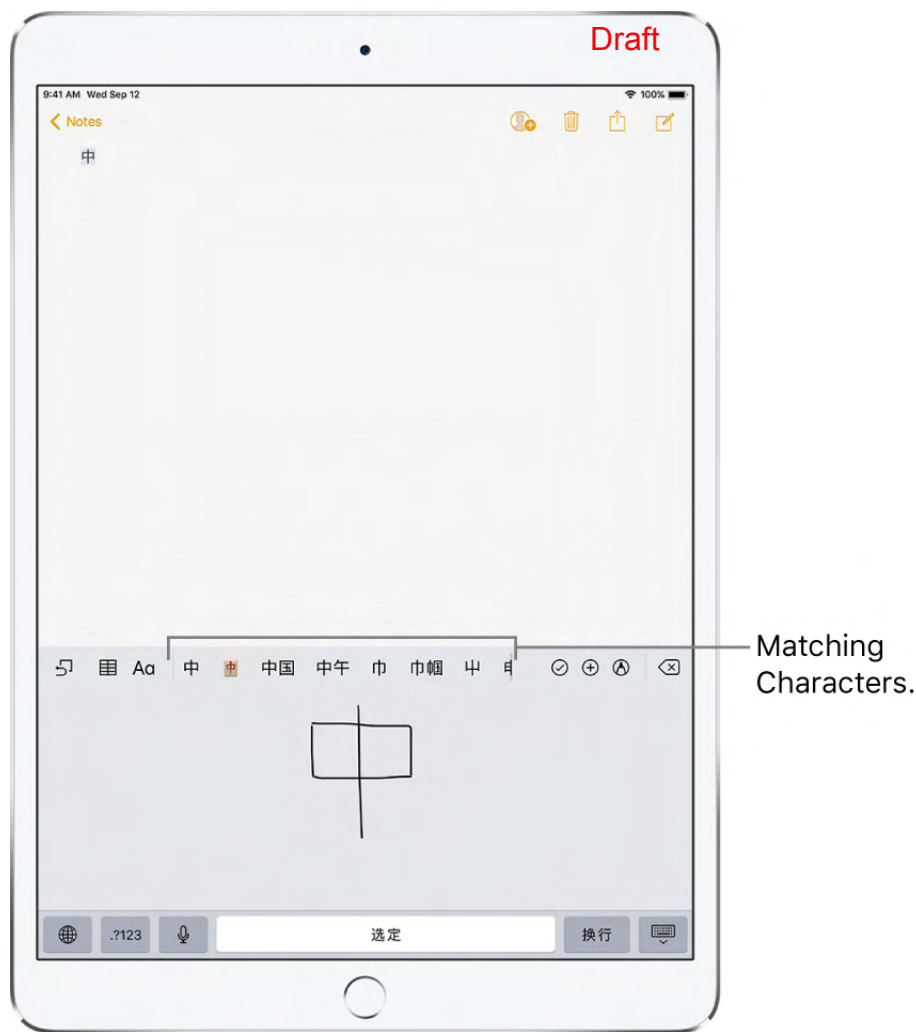 Draft
9:41 AM Wed Sep 12
100%
Notes
中
Aa 中 🀄 中国 中午 巾 巾帼 屮
Matching
Characters.
中
.?123 选定 换行